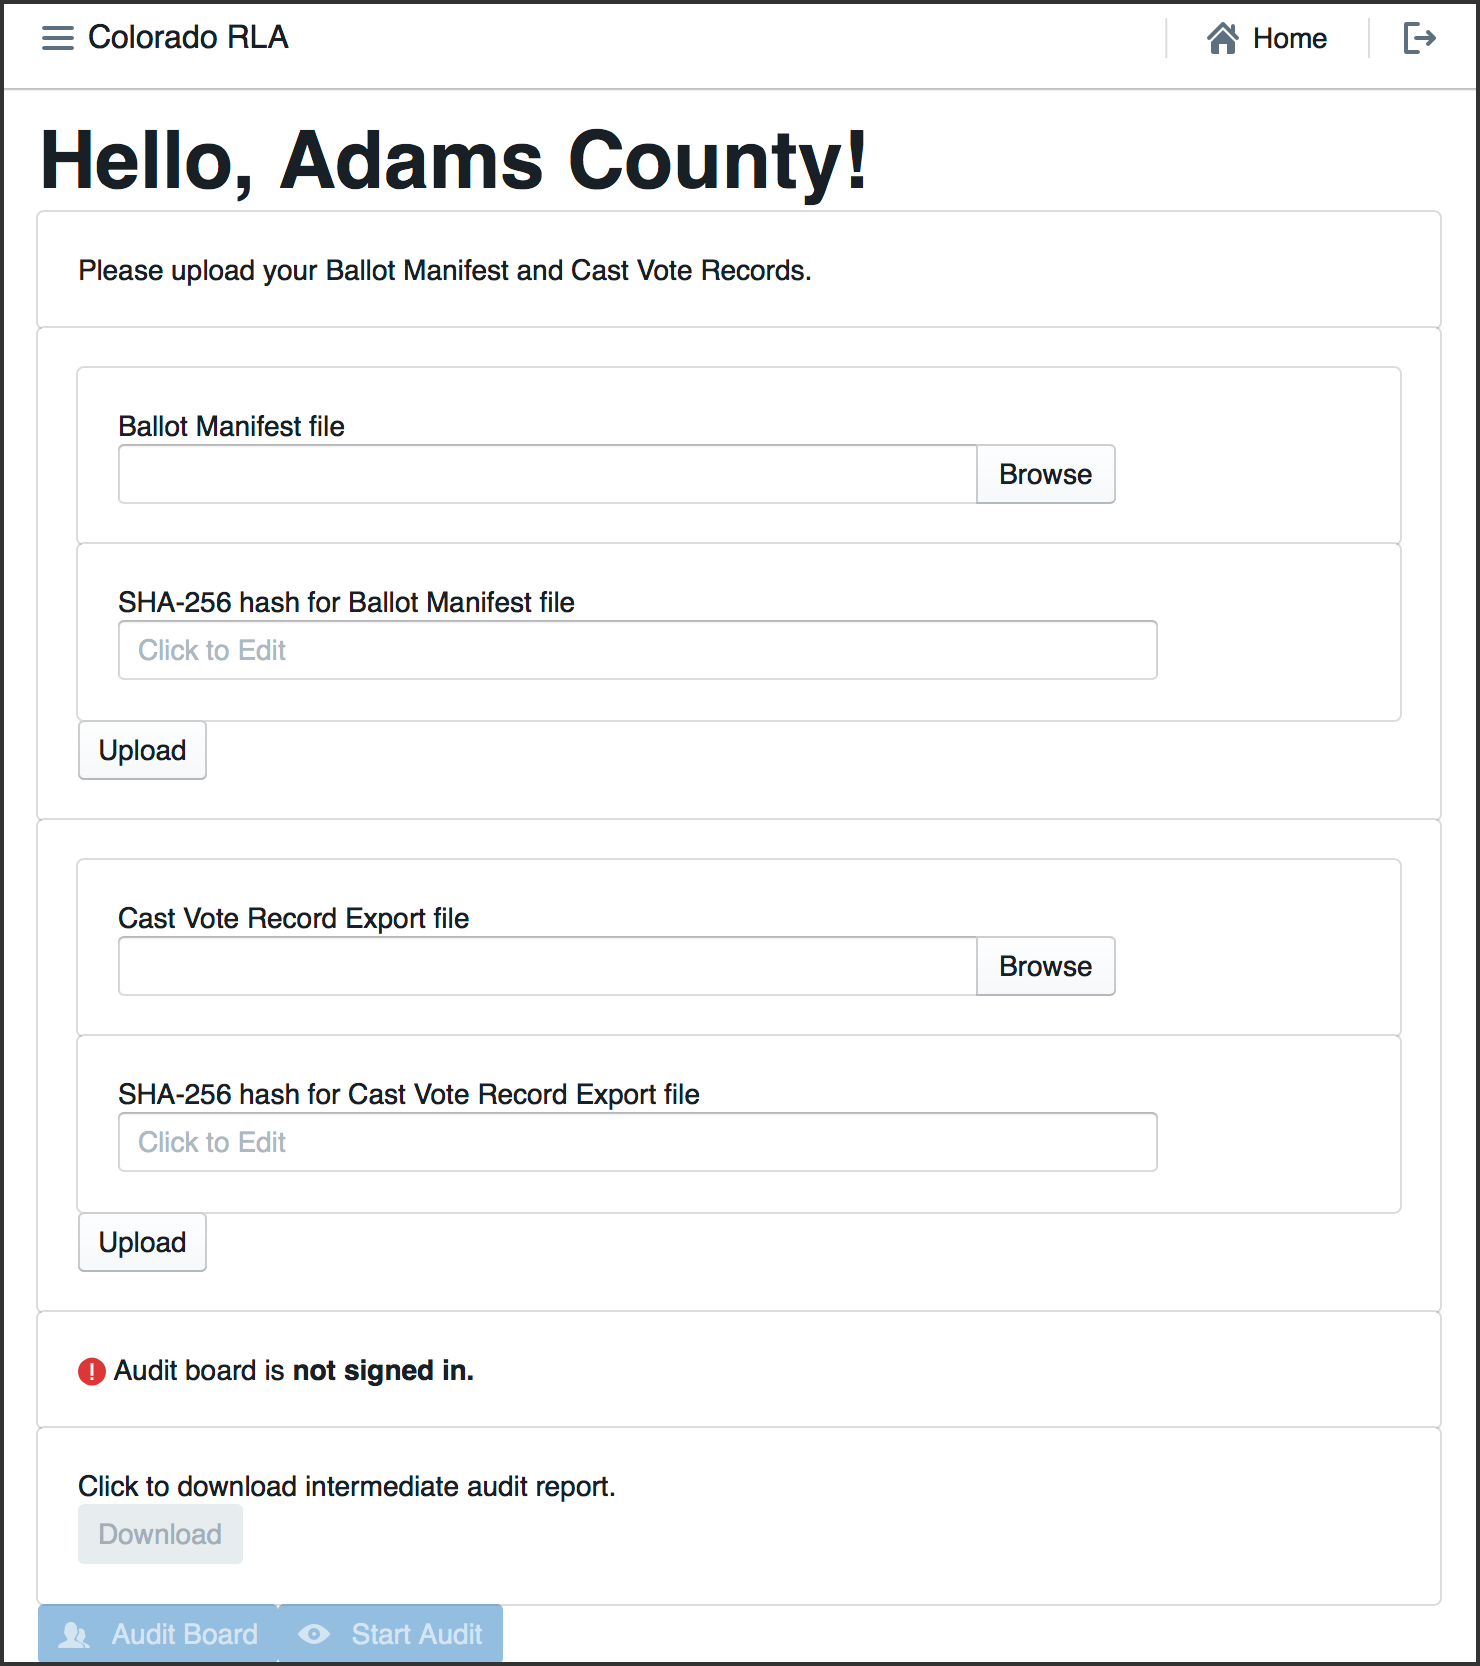 Colorado RLA
Home
Hello, Adams County!
Please upload your Ballot Manifest and Cast Vote Records.
Ballot Manifest file
Browse
SHA-256 hash for Ballot Manifest file
Click to Edit
Upload
Cast Vote Record Export file
Browse
SHA-256 hash for Cast Vote Record Export file
Click to Edit
Upload
Audit board is not signed in.
Click to download intermediate audit report.
Download
Audit Board Start Audit